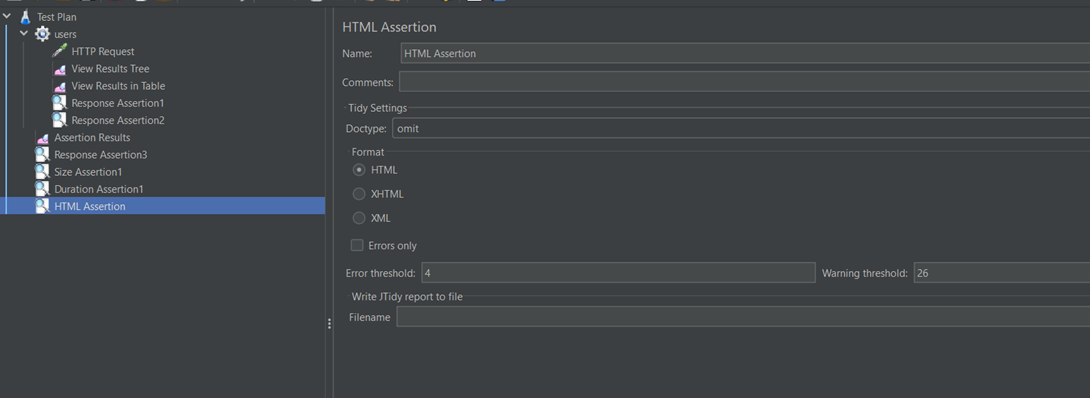 Test Plan
users
HTTP Request
View Results Tree
View Results in Table
Response Assertion1
Response Assertion2
Assertion Results
Response Assertion3
Size Assertion1
Duration Assertion1
HTML Assertion
HTML Assertion
Name: HTML Assertion
Comments:
Tidy Settings
Doctype: omit
Format
HTML
XHTML
XML
Errors only
Error threshold: 4 Warning threshold: 26
Write JTidy report to file
Filename